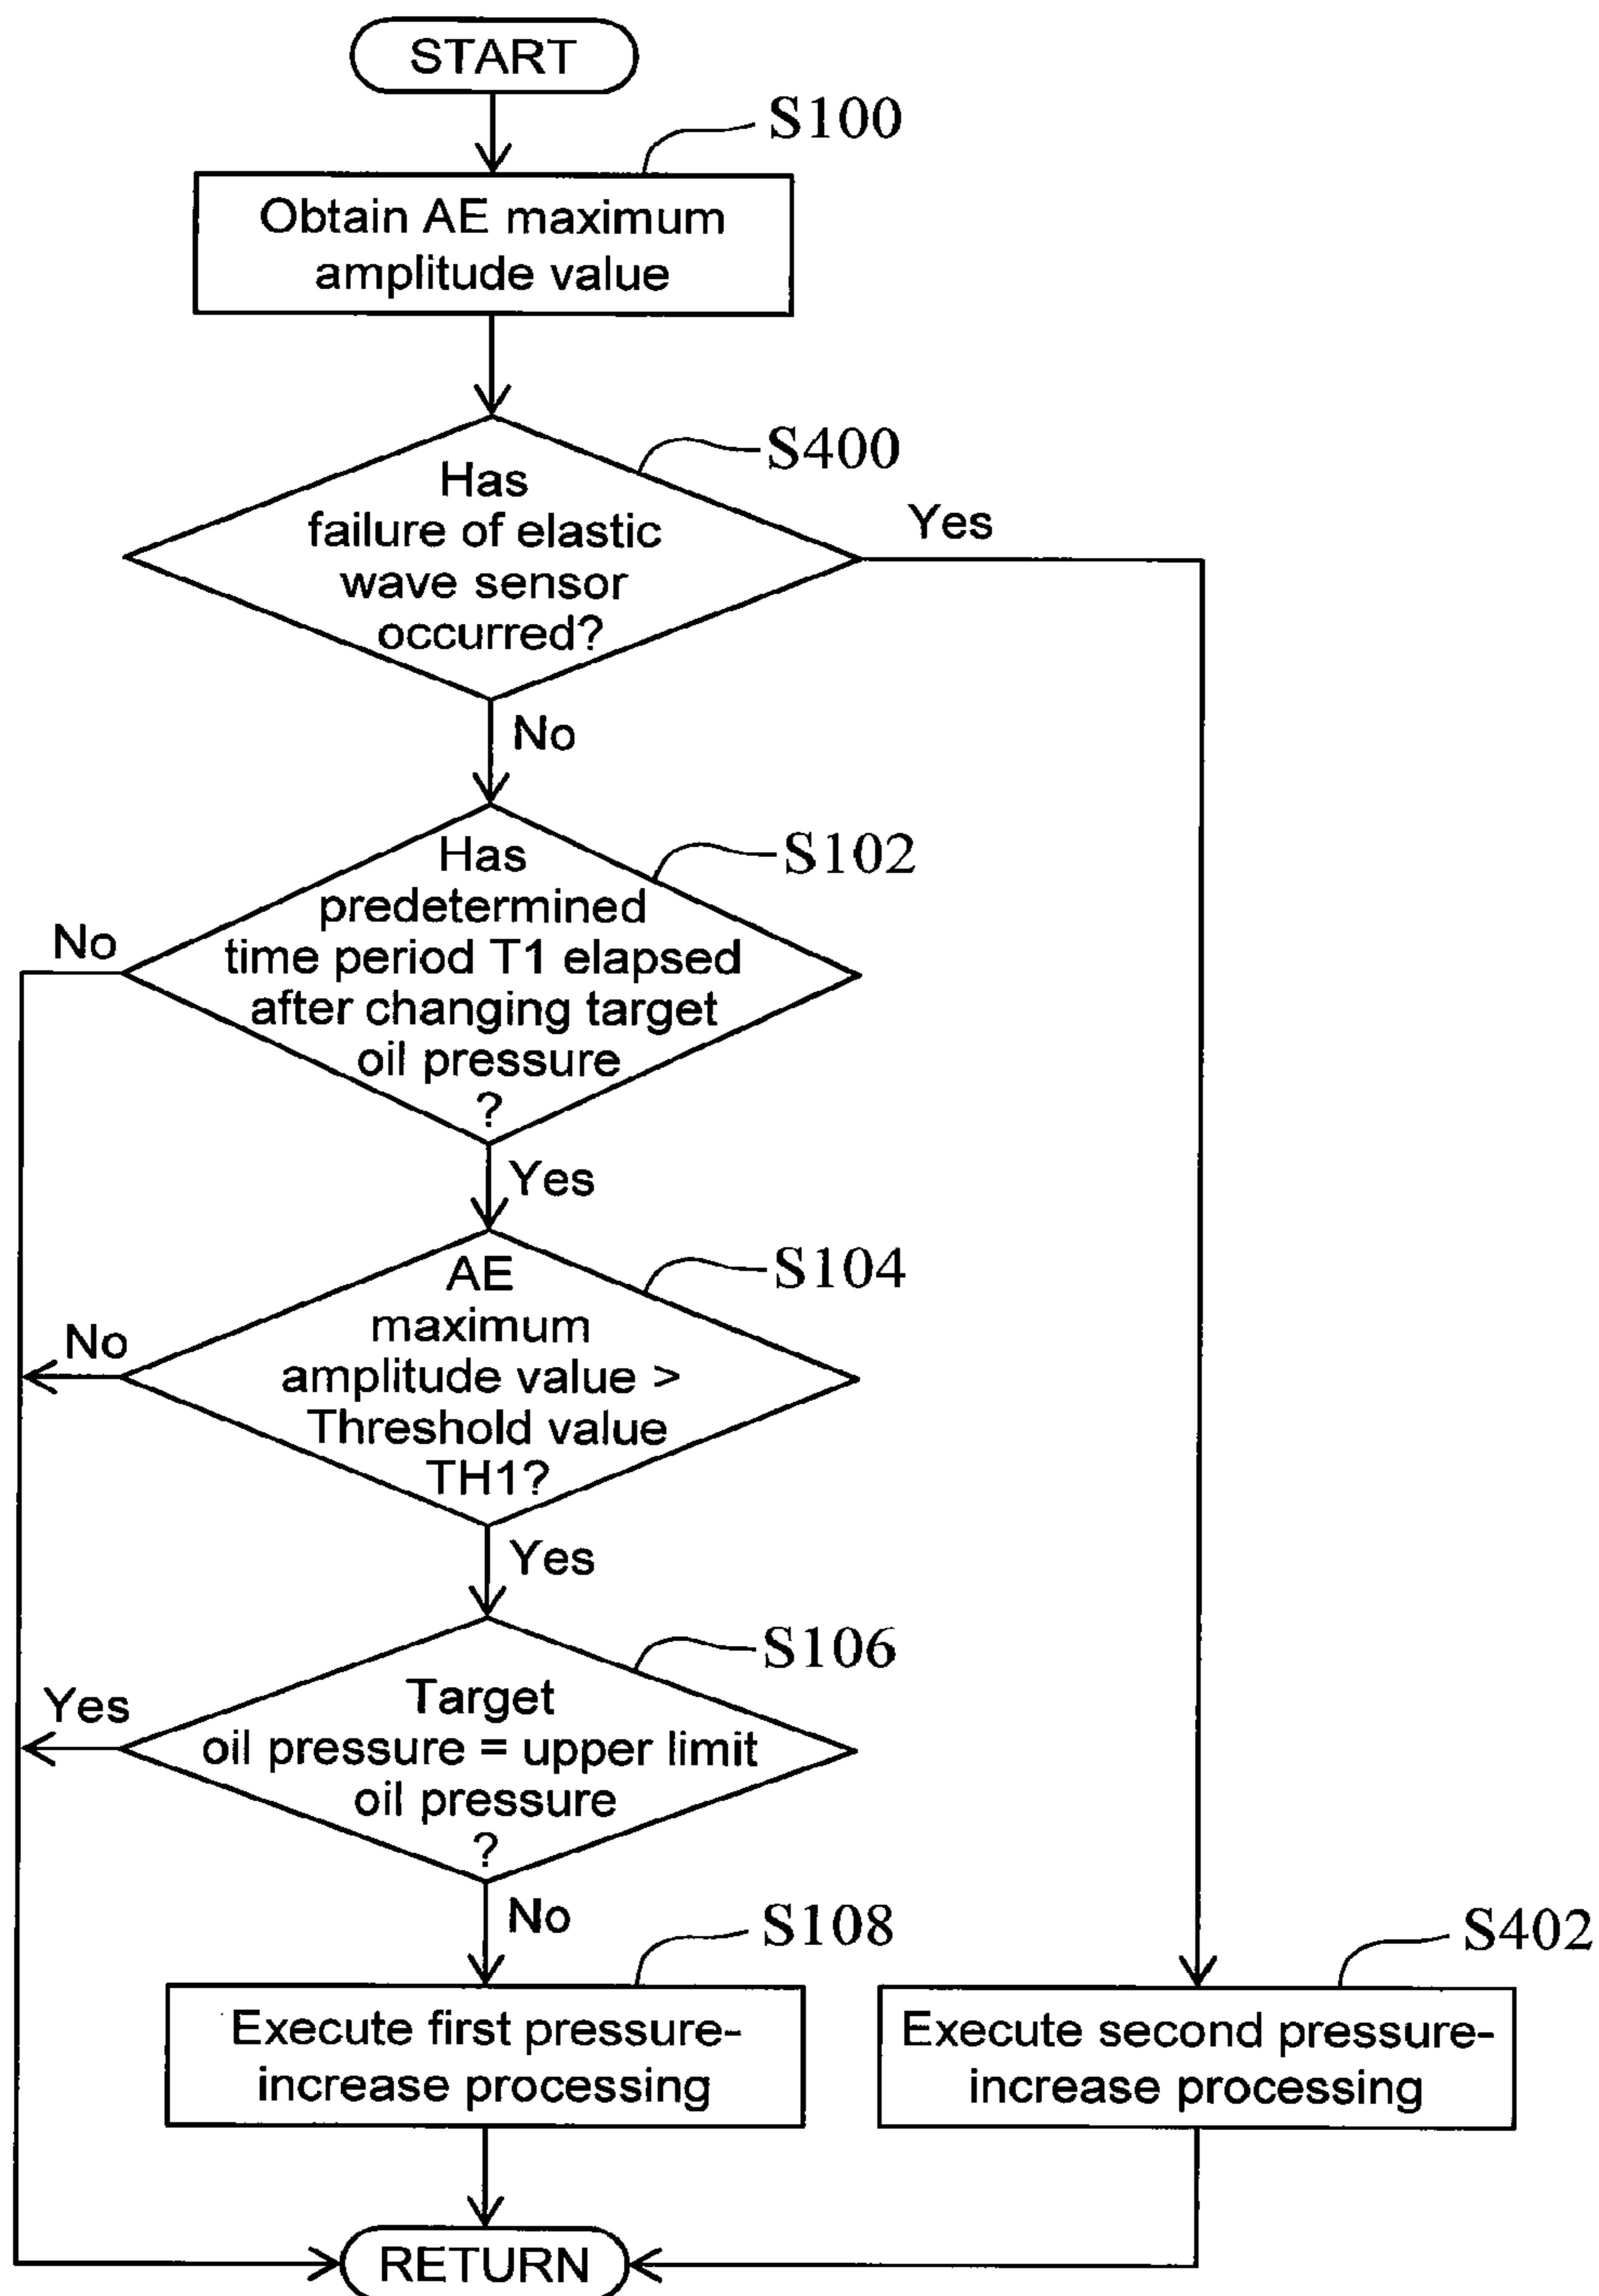 START
S100
Obtain AE maximum
amplitude value
S400
Has
failure of elastic
wave sensor
occurred?
Yes
No
S102
Has
predetermined
time period T1 elapsed
after changing target
oil pressure
?
No
Yes
S104
AE
maximum
amplitude value >
Threshold value
TH1?
No
Yes
S106
Target
oil pressure = upper limit
oil pressure
?
Yes
No
S108
Execute first pressure-
increase processing
S402
Execute second pressure-
increase processing
RETURN